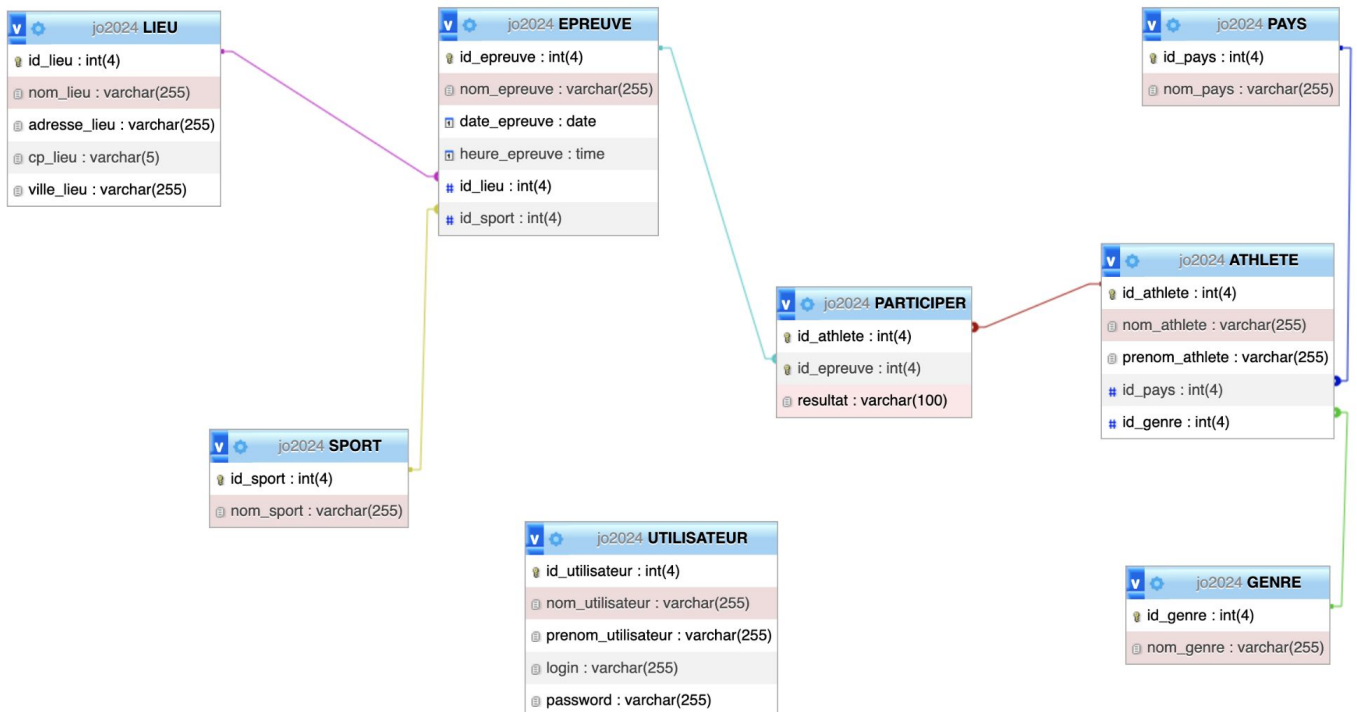 jo2024 LIEU
id_lieu : int(4)
nom_lieu : varchar(255)
adresse_lieu : varchar(255)
cp_lieu : varchar(5)
ville_lieu : varchar(255)
jo2024 EPREUVE
id_epreuve : int(4)
nom_epreuve : varchar(255)
date_epreuve : date
heure_epreuve : time
# id_lieu : int(4)
# id_sport : int(4)
jo2024 PAYS
id_pays : int(4)
nom_pays : varchar(255)
jo2024 ATHLETE
id_athlete : int(4)
nom_athlete : varchar(255)
prenom_athlete : varchar(255)
# id_pays : int(4)
# id_genre : int(4)
jo2024 PARTICIPER
id_athlete : int(4)
id_epreuve : int(4)
resultat : varchar(100)
jo2024 SPORT
id_sport : int(4)
nom_sport : varchar(255)
jo2024 UTILISATEUR
id_utilisateur : int(4)
nom_utilisateur : varchar(255)
prenom_utilisateur : varchar(255)
login : varchar(255)
password : varchar(255)
jo2024 GENRE
id_genre : int(4)
nom_genre : varchar(255)